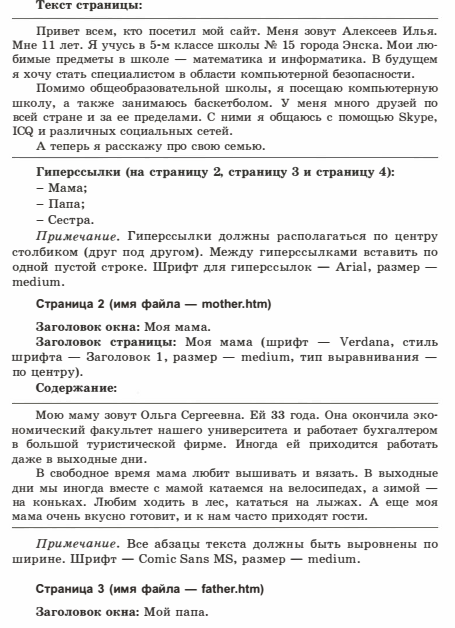 Текст страницы:
Привет всем, кто посетил мой сайт. Меня зовут Алексеев Илья.
Мне 11 лет. Я учусь в 5-м классе школы № 15 города Энска. Мои лю-
бимые предметы в школе — математика и информатика. В будущем
я хочу стать специалистом в области компьютерной безопасности.
Помимо общеобразовательной школы, я посещаю компьютерную
школу, а также занимаюсь баскетболом. У меня много друзей по
всей стране и за ее пределами. С ними я общаюсь с помощью Skype,
ICQ и различных социальных сетей.
А теперь я расскажу про свою семью.
Гиперссылки (на страницу 2, страницу 3 и страницу 4):
– Мама;
– Папа;
– Сестра.
Примечание. Гиперссылки должны располагаться по центру
столбиком (друг под другом). Между гиперссылками вставить по
одной пустой строке. Шрифт для гиперссылок — Arial, размер —
medium.
Страница 2 (имя файла — mother.htm)
Заголовок окна: Моя мама.
Заголовок страницы: Моя мама (шрифт — Verdana, стиль
шрифта — Заголовок 1, размер — medium, тип выравнивания —
по центру).
Содержание:
Мою маму зовут Ольга Сергеевна. Ей 33 года. Она окончила эко-
номический факультет нашего университета и работает бухгалтером
в большой туристической фирме. Иногда ей приходится работать
даже в выходные дни.
В свободное время мама любит вышивать и вязать. В выходные
дни мы иногда вместе с мамой катаемся на велосипедах, а зимой —
на коньках. Любим ходить в лес, кататься на лыжах. А еще моя
мама очень вкусно готовит, и к нам часто приходят гости.
Примечание. Все абзацы текста должны быть выровнены по
ширине. Шрифт — Comic Sans MS, размер — medium.
Страница 3 (имя файла — father.htm)
Заголовок окна: Мой папа.